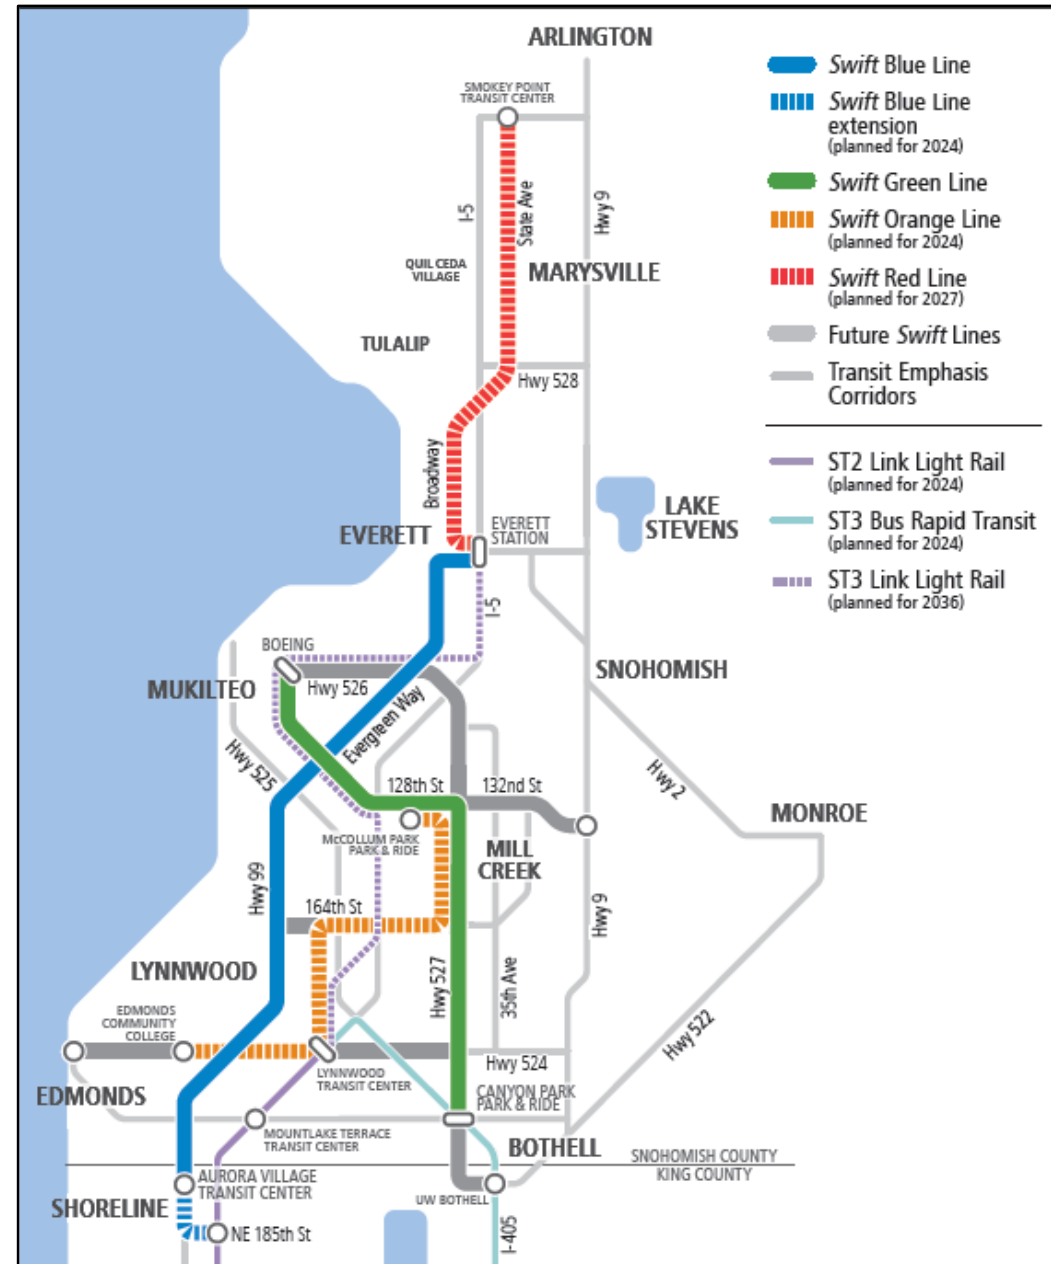 ARLINGTON
SMOKEY POINT
TRANSIT CENTER
I-5
State Ave
Hwy 9
QUIL CEDA
VILLAGE
MARYSVILLE
TULALIP
Hwy 528
Broadway
EVERETT
EVERETT
STATION
LAKE
STEVENS
I-5
BOEING
MUKILTEO
Hwy 526
Evergreen Way
SNOHOMISH
Hwy 525
Hwy 2
128th St
132nd St
MONROE
McCOLLUM PARK
PARK & RIDE
MILL
CREEK
Hwy 99
164th St
Hwy 9
LYNNWOOD
Hwy 527
35th Ave
EDMONDS
COMMUNITY
COLLEGE
Hwy 522
Hwy 524
LYNNWOOD
TRANSIT CENTER
EDMONDS
CANYON PARK
PARK & RIDE
MOUNTLAKE TERRACE
TRANSIT CENTER
BOTHELL
SNOHOMISH COUNTY
KING COUNTY
AURORA VILLAGE
TRANSIT CENTER
UW BOTHELL
SHORELINE
NE 185th St
I-405
Swift Blue Line
Swift Blue Line
extension
(planned for 2024)
Swift Green Line
Swift Orange Line
(planned for 2024)
Swift Red Line
(planned for 2027)
Future Swift Lines
Transit Emphasis
Corridors
ST2 Link Light Rail
(planned for 2024)
ST3 Bus Rapid Transit
(planned for 2024)
ST3 Link Light Rail
(planned for 2036)